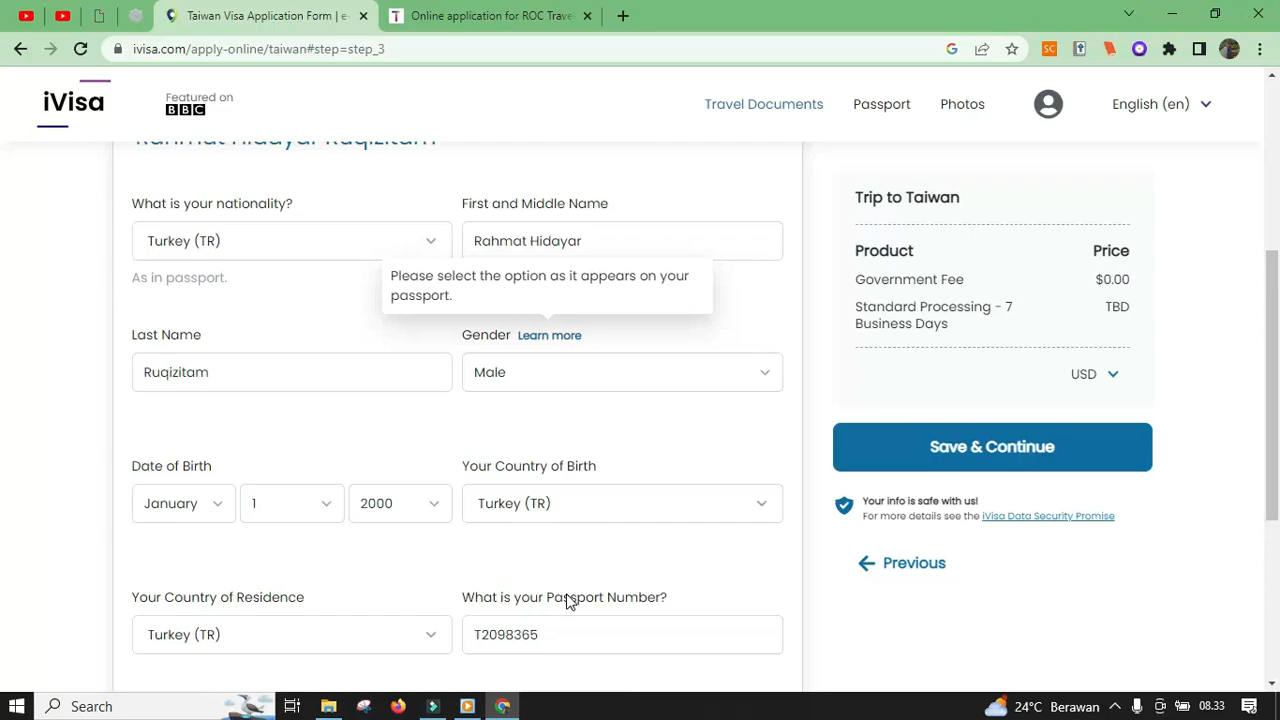 Taiwan Visa Application Form | e-
Online application for ROC Trave
ivisa.com/apply-online/taiwan#step=step_3
iVisa
Featured on
BBC
Travel Documents
Passport
Photos
English (en)
Rahmat Hidayar Ruqizitam
What is your nationality?
First and Middle Name
Turkey (TR)
Rahmat Hidayar
As in passport.
Please select the option as it appears on your
passport.
Last Name
Gender Learn more
Ruqizitam
Male
Date of Birth
Your Country of Birth
January
1
2000
Turkey (TR)
Your Country of Residence
What is your Passport Number?
Turkey (TR)
T2098365
Trip to Taiwan
Product Price
Government Fee $0.00
Standard Processing - 7 TBD
Business Days
USD
Save & Continue
Your info is safe with us!
For more details see the iVisa Data Security Promise
Previous
Search
24°C Berawan
08.33